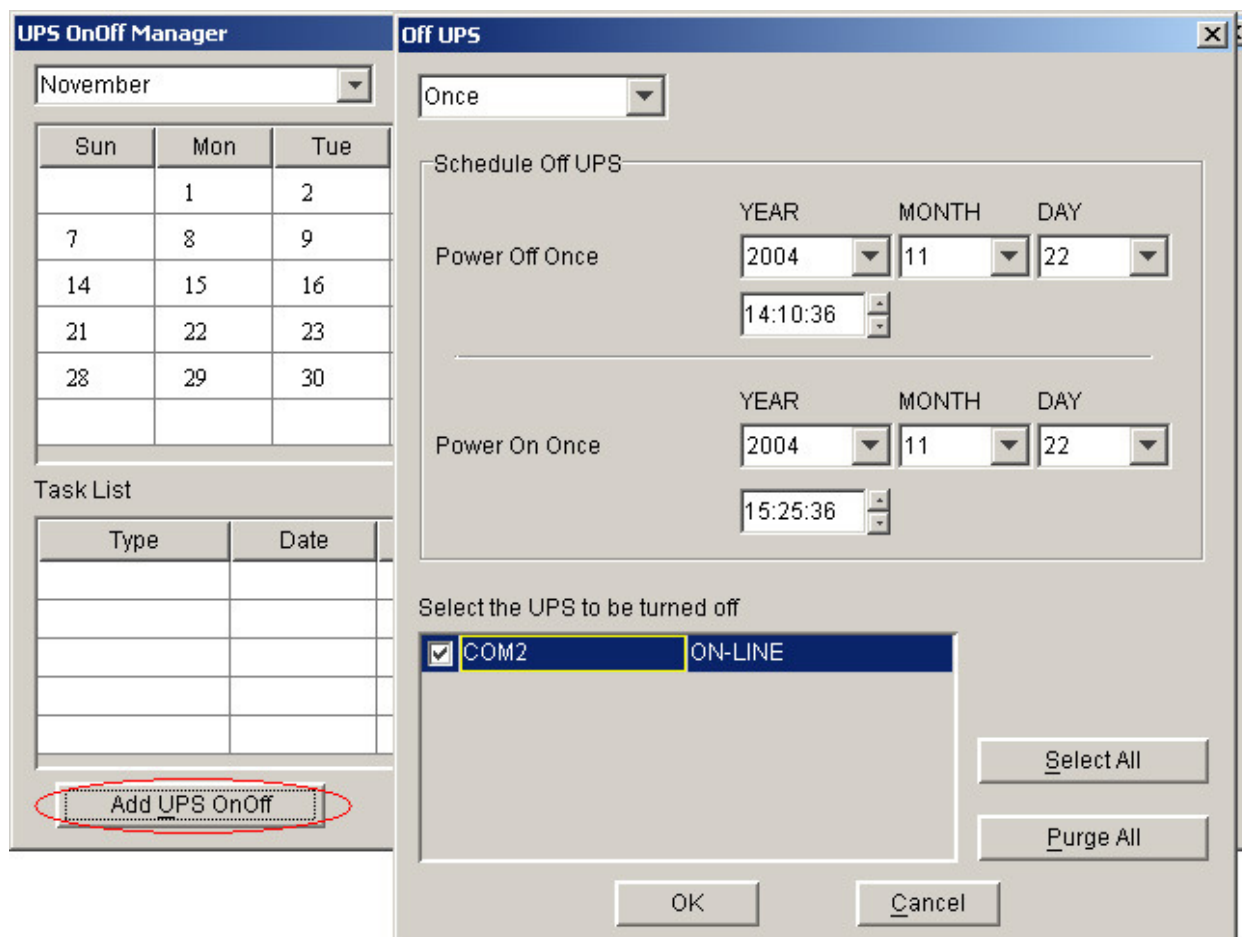 UPS OnOff Manager
November
Sun Mon Tue
1 2
7 8 9
14 15 16
21 22 23
28 29 30
Task List
Type Date
Add UPS OnOff
Off UPS
Once
Schedule Off UPS
YEAR MONTH DAY
Power Off Once 2004 11 22
14:10:36
YEAR MONTH DAY
Power On Once 2004 11 22
15:25:36
Select the UPS to be turned off
COM2 ON-LINE
Select All
Purge All
OK Cancel